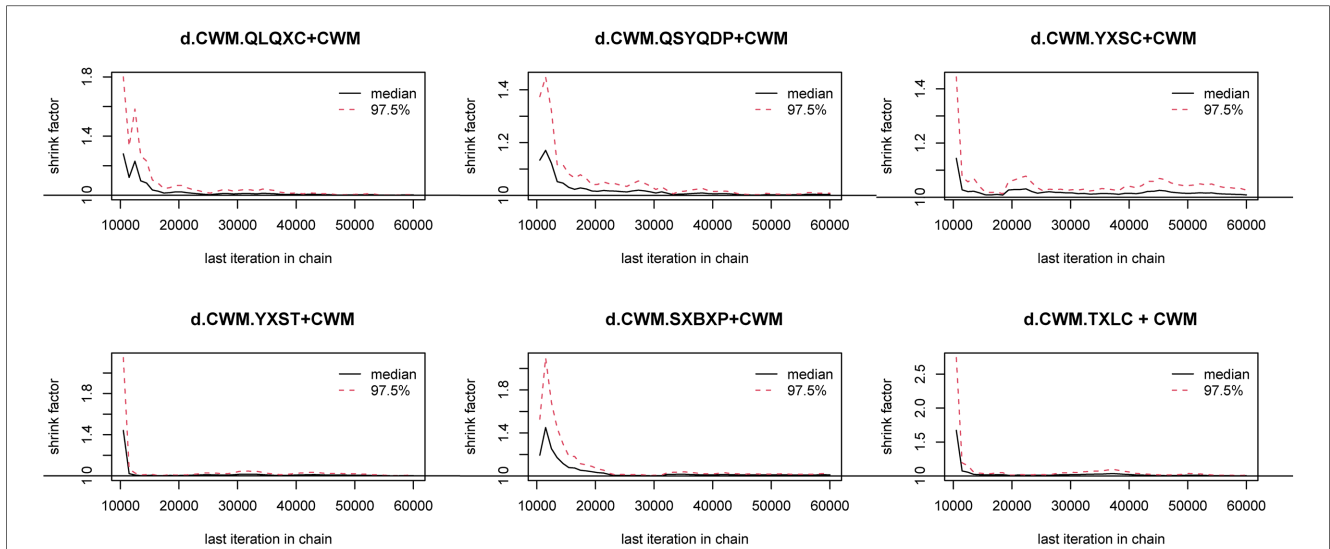 d.CWM.QLQXC+CWM
shrink factor
1 1.4 1.8
median
97.5%
10000 20000 30000 40000 50000 60000
last iteration in chain
d.CWM.QSYQDP+CWM
shrink factor
1 1.2 1.4
median
97.5%
10000 20000 30000 40000 50000 60000
last iteration in chain
d.CWM.YXSC+CWM
shrink factor
1 1.2 1.4
median
97.5%
10000 20000 30000 40000 50000 60000
last iteration in chain
d.CWM.YXST+CWM
shrink factor
1 1.4 1.8
median
97.5%
10000 20000 30000 40000 50000 60000
last iteration in chain
d.CWM.SXBXP+CWM
shrink factor
1 1.4 1.8
median
97.5%
10000 20000 30000 40000 50000 60000
last iteration in chain
d.CWM.TXLC + CWM
shrink factor
1 1.5 2.0 2.5
median
97.5%
10000 20000 30000 40000 50000 60000
last iteration in chain